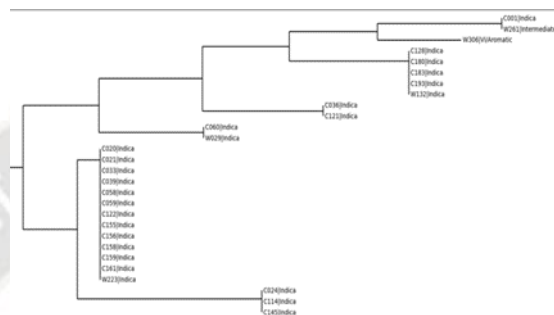 C001|Indica
W261|Intermediate
W306|VI/Aromatic
C128|Indica
C180|Indica
C183|Indica
C193|Indica
W132|Indica
C036|Indica
C121|Indica
C060|Indica
W029|Indica
C020|Indica
C021|Indica
C033|Indica
C039|Indica
C058|Indica
C059|Indica
C122|Indica
C155|Indica
C156|Indica
C158|Indica
C159|Indica
C161|Indica
W223|Indica
C024|Indica
C114|Indica
C145|Indica